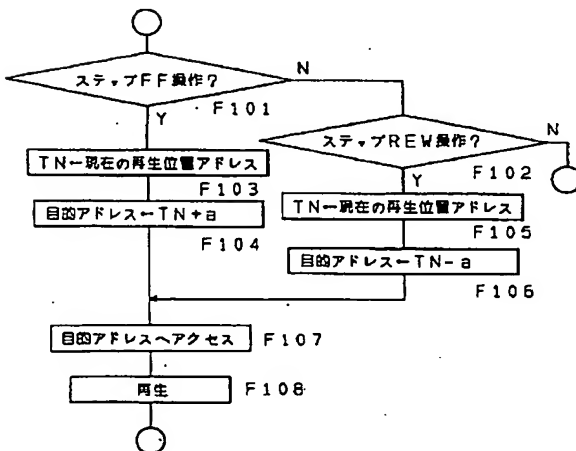 ステップFF操作?
N
Y
F101
ステップREW操作?
N
F102
Y
TN←現在の再生位置アドレス
F103
目的アドレス←TN+a
F104
TN←現在の再生位置アドレス
F105
目的アドレス←TN-a
F106
目的アドレスへアクセス
F107
再生
F108